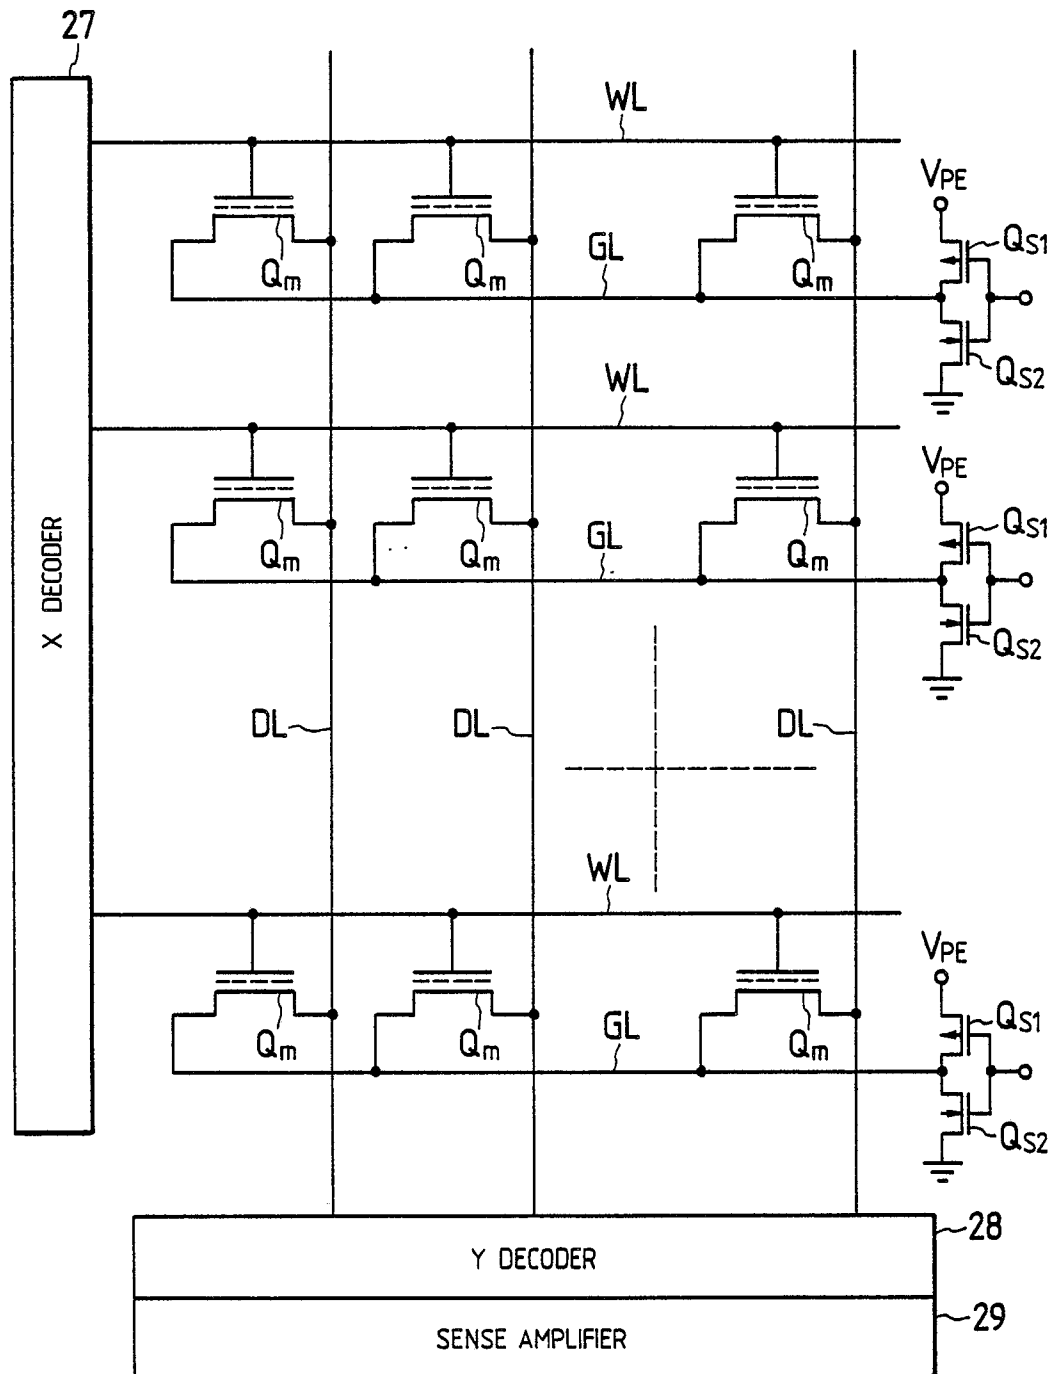 27
WL
VPE
QS1
Qm
Qm
Qm
GL
QS2
WL
VPE
QS1
Qm
Qm
Qm
GL
QS2
X DECODER
DL
DL
DL
WL
VPE
QS1
Qm
Qm
Qm
GL
QS2
28
Y DECODER
29
SENSE AMPLIFIER